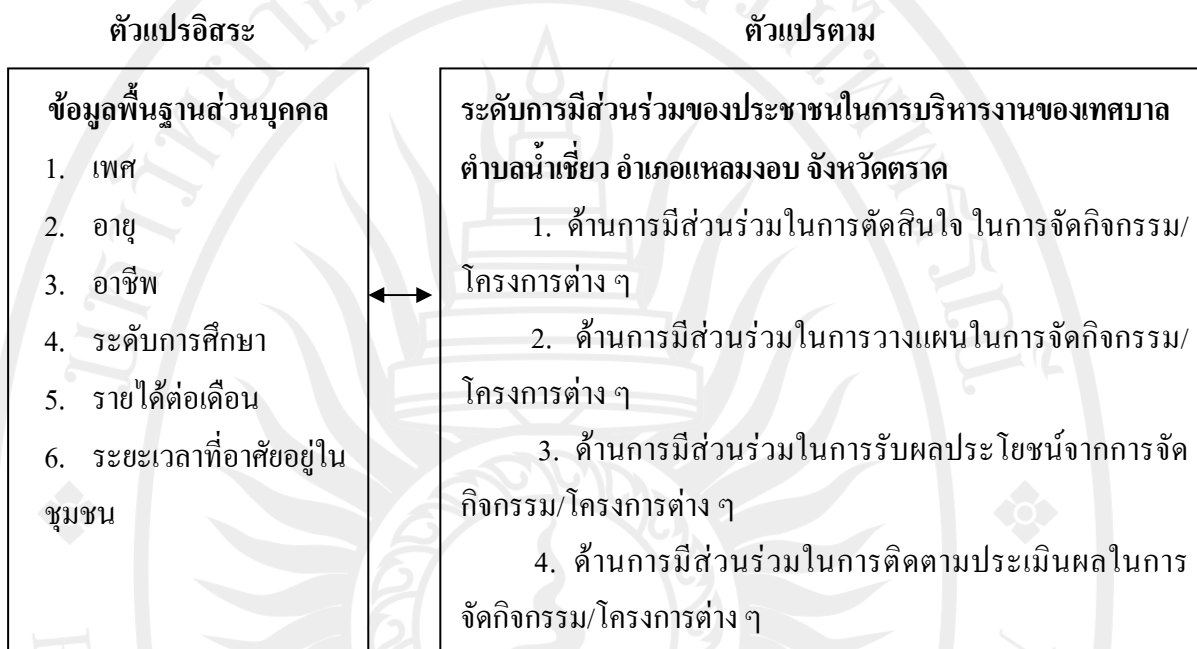 ตัวแปรอิสระ
ตัวแปรตาม
ข้อมูลพื้นฐานส่วนบุคคล
1. เพศ
2. อายุ
3. อาชีพ
4. ระดับการศึกษา
5. รายได้ต่อเดือน
6. ระยะเวลาที่อาศัยอยู่ใน
ชุมชน
ระดับการมีส่วนร่วมของประชาชนในการบริหารงานของเทศบาล
ตำบลน้ำเชี่ยว อำเภอแหลมงอบ จังหวัดตราด
1. ด้านการมีส่วนร่วมในการตัดสินใจ ในการจัดกิจกรรม/
โครงการต่าง ๆ
2. ด้านการมีส่วนร่วมในการวางแผนในการจัดกิจกรรม/
โครงการต่าง ๆ
3. ด้านการมีส่วนร่วมในการรับผลประโยชน์จากการจัด
กิจกรรม/โครงการต่าง ๆ
4. ด้านการมีส่วนร่วมในการติดตามประเมินผลในการ
จัดกิจกรรม/โครงการต่าง ๆ